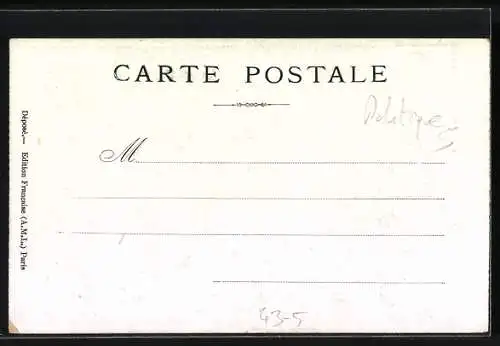 CARTE POSTALE
Politique
M
Déposé.— Edition Française (A.M.L.) Paris
43-5